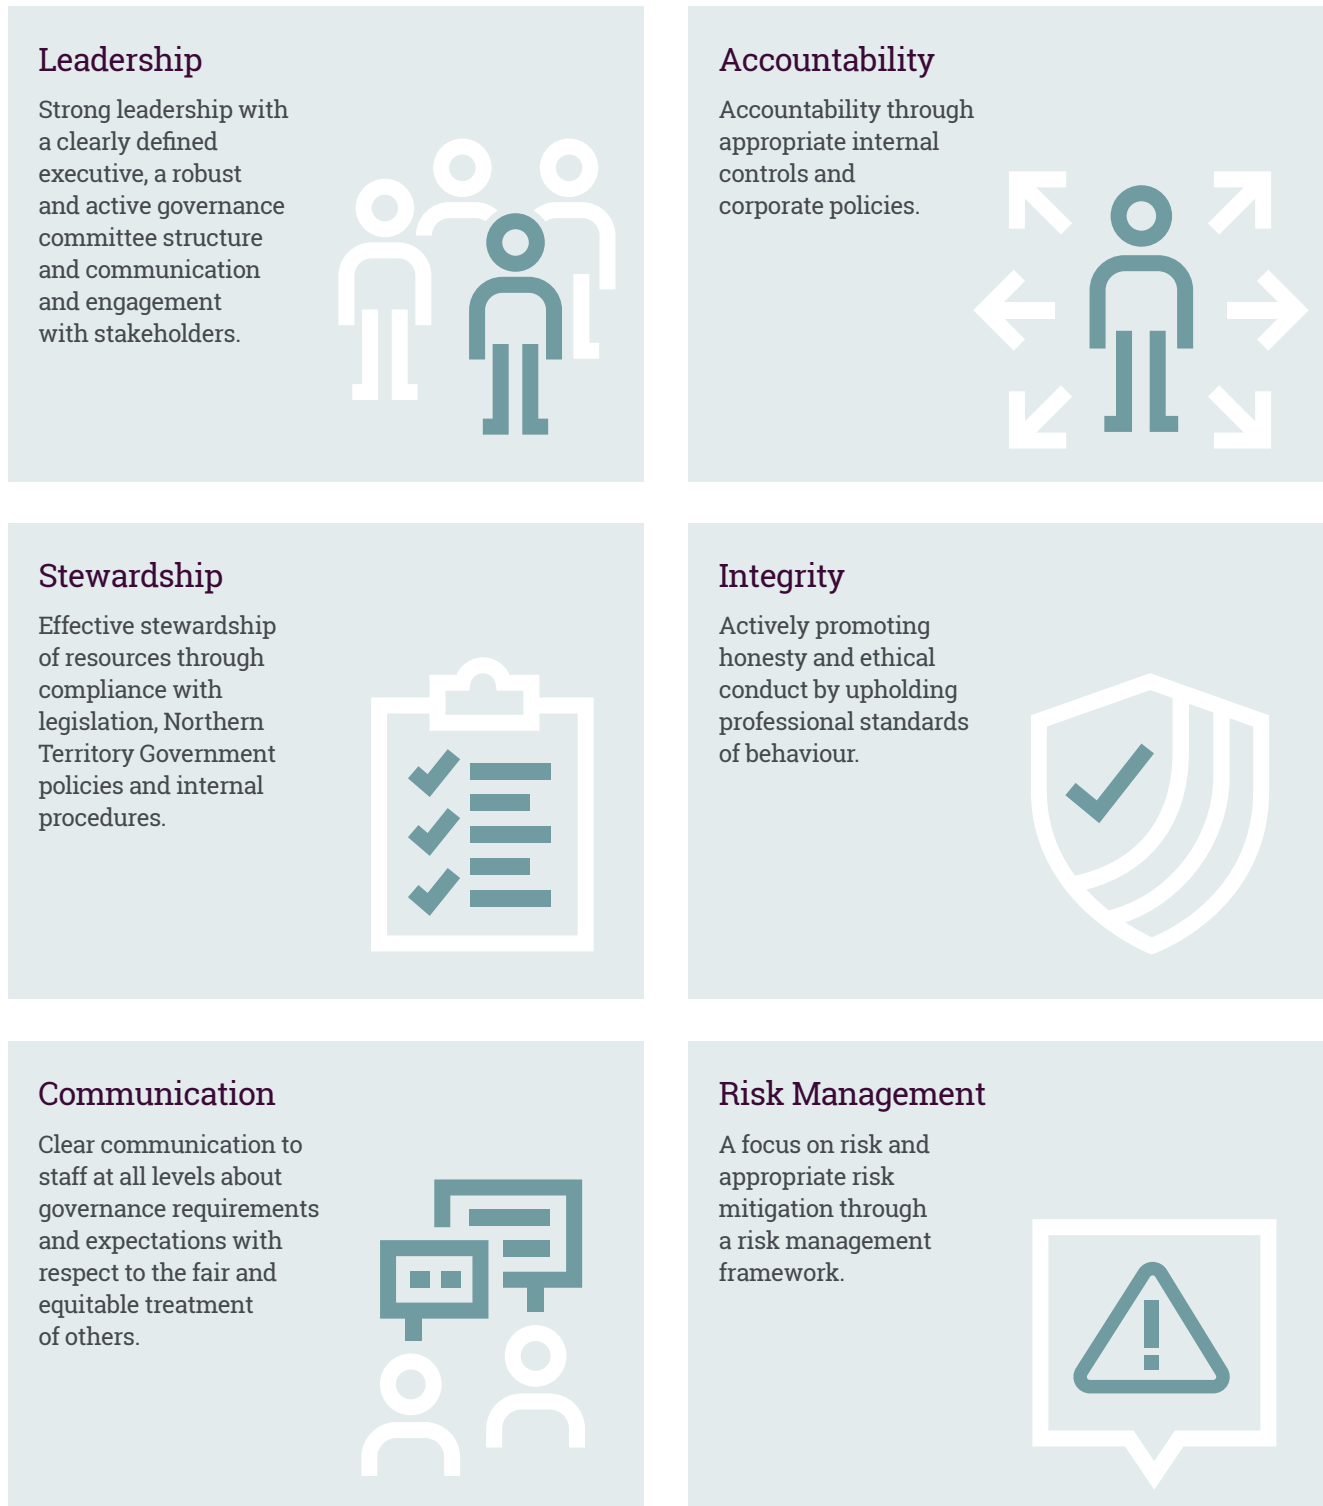 Leadership
Strong leadership with
a clearly defined
executive, a robust
and active governance
committee structure
and communication
and engagement
with stakeholders.
Accountability
Accountability through
appropriate internal
controls and
corporate policies.
Stewardship
Effective stewardship
of resources through
compliance with
legislation, Northern
Territory Government
policies and internal
procedures.
Integrity
Actively promoting
honesty and ethical
conduct by upholding
professional standards
of behaviour.
Communication
Clear communication to
staff at all levels about
governance requirements
and expectations with
respect to the fair and
equitable treatment
of others.
Risk Management
A focus on risk and
appropriate risk
mitigation through
a risk management
framework.